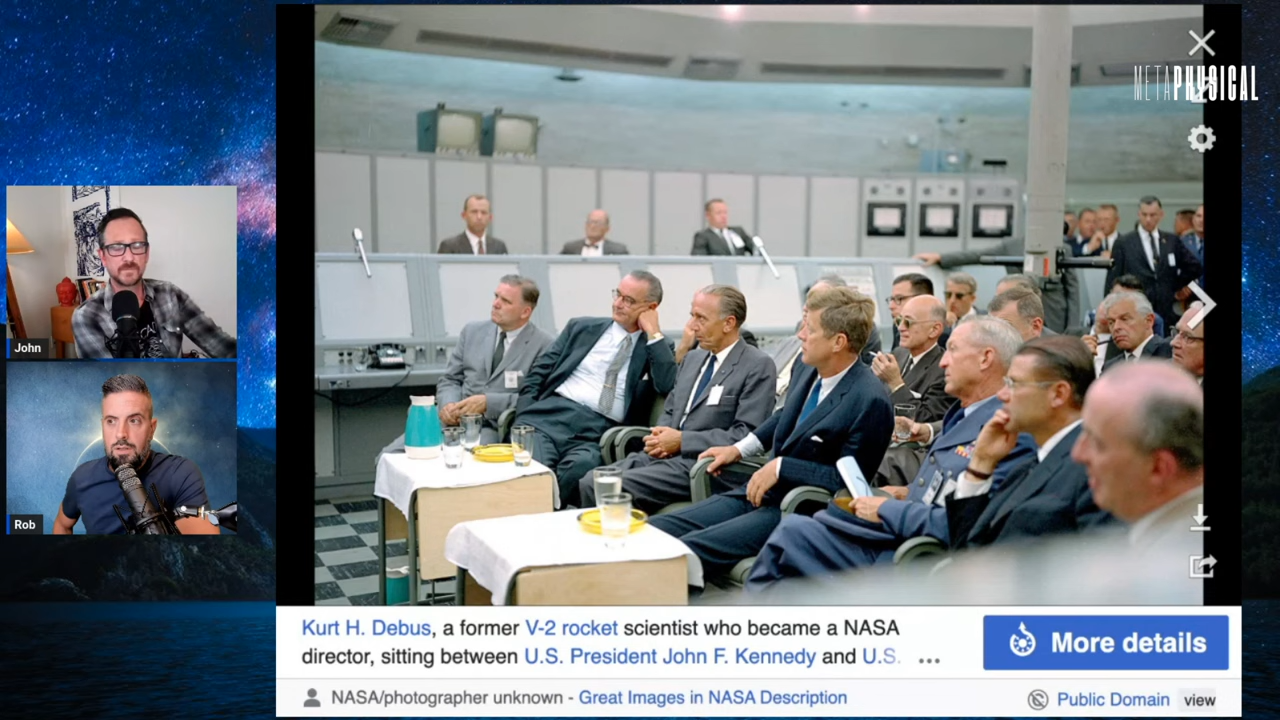 METAPHYSICAL
John
Rob
Kurt H. Debus, a former V-2 rocket scientist who became a NASA
director, sitting between U.S. President John F. Kennedy and U.S. ...
More details
NASA/photographer unknown - Great Images in NASA Description
Public Domain view